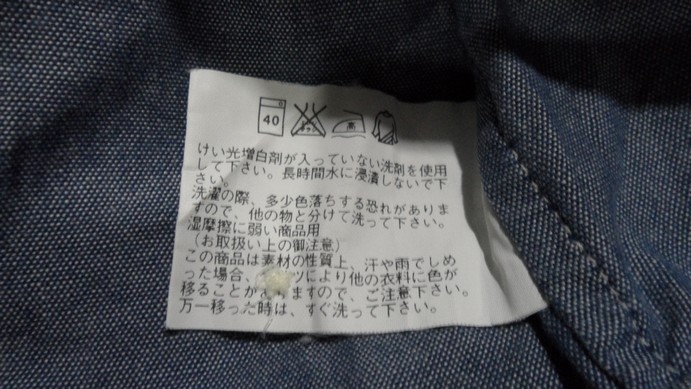 40
高
けい光増白剤が入っていない洗剤を使用
して下さい。長時間水に浸漬しないで下
さい。
洗濯の際、多少色落ちする恐れがありま
すので、他の物と分けて洗って下さい。
湿摩擦に弱い商品用
(お取扱い上の御注意)
この商品は素材の性質上、汗や雨でしめ
った場合、 ツにより他の衣料に色が
移ることが ますので、ご注意下さい。
万一移った時は、すぐ洗って下さい。